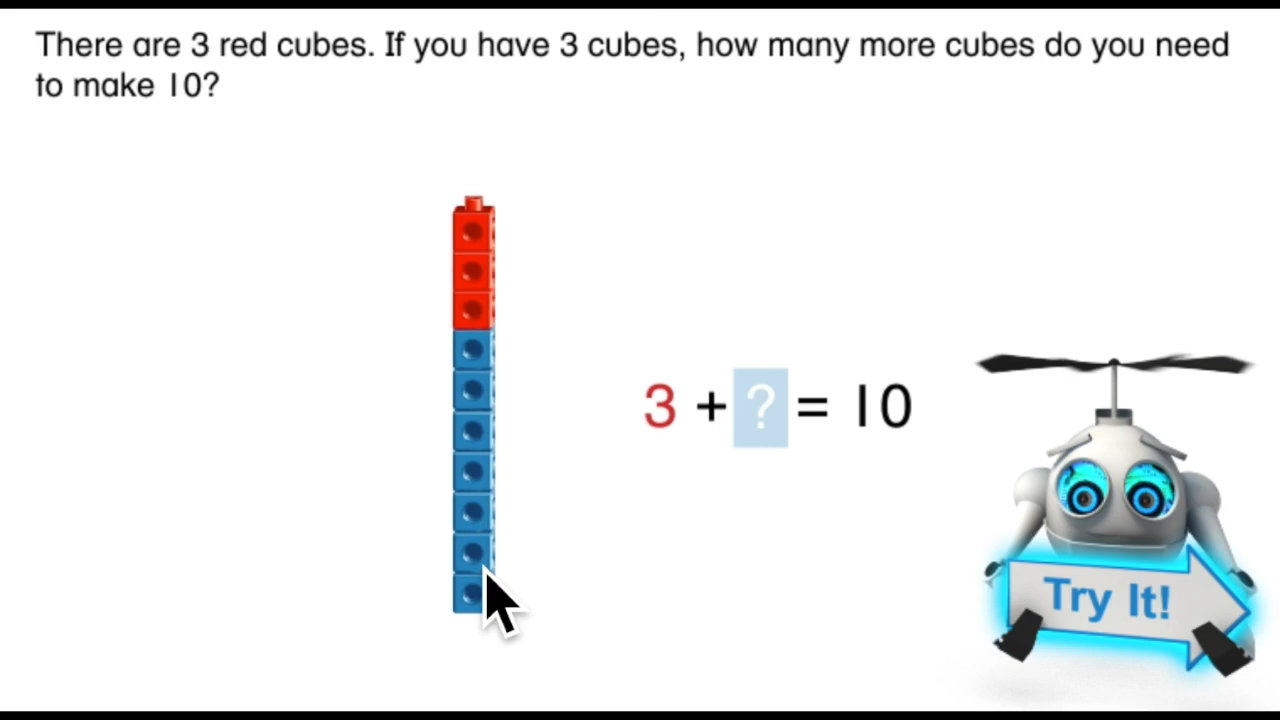 There are 3 red cubes. If you have 3 cubes, how many more cubes do you need
to make 10?
3 + ? = 10
Try It!